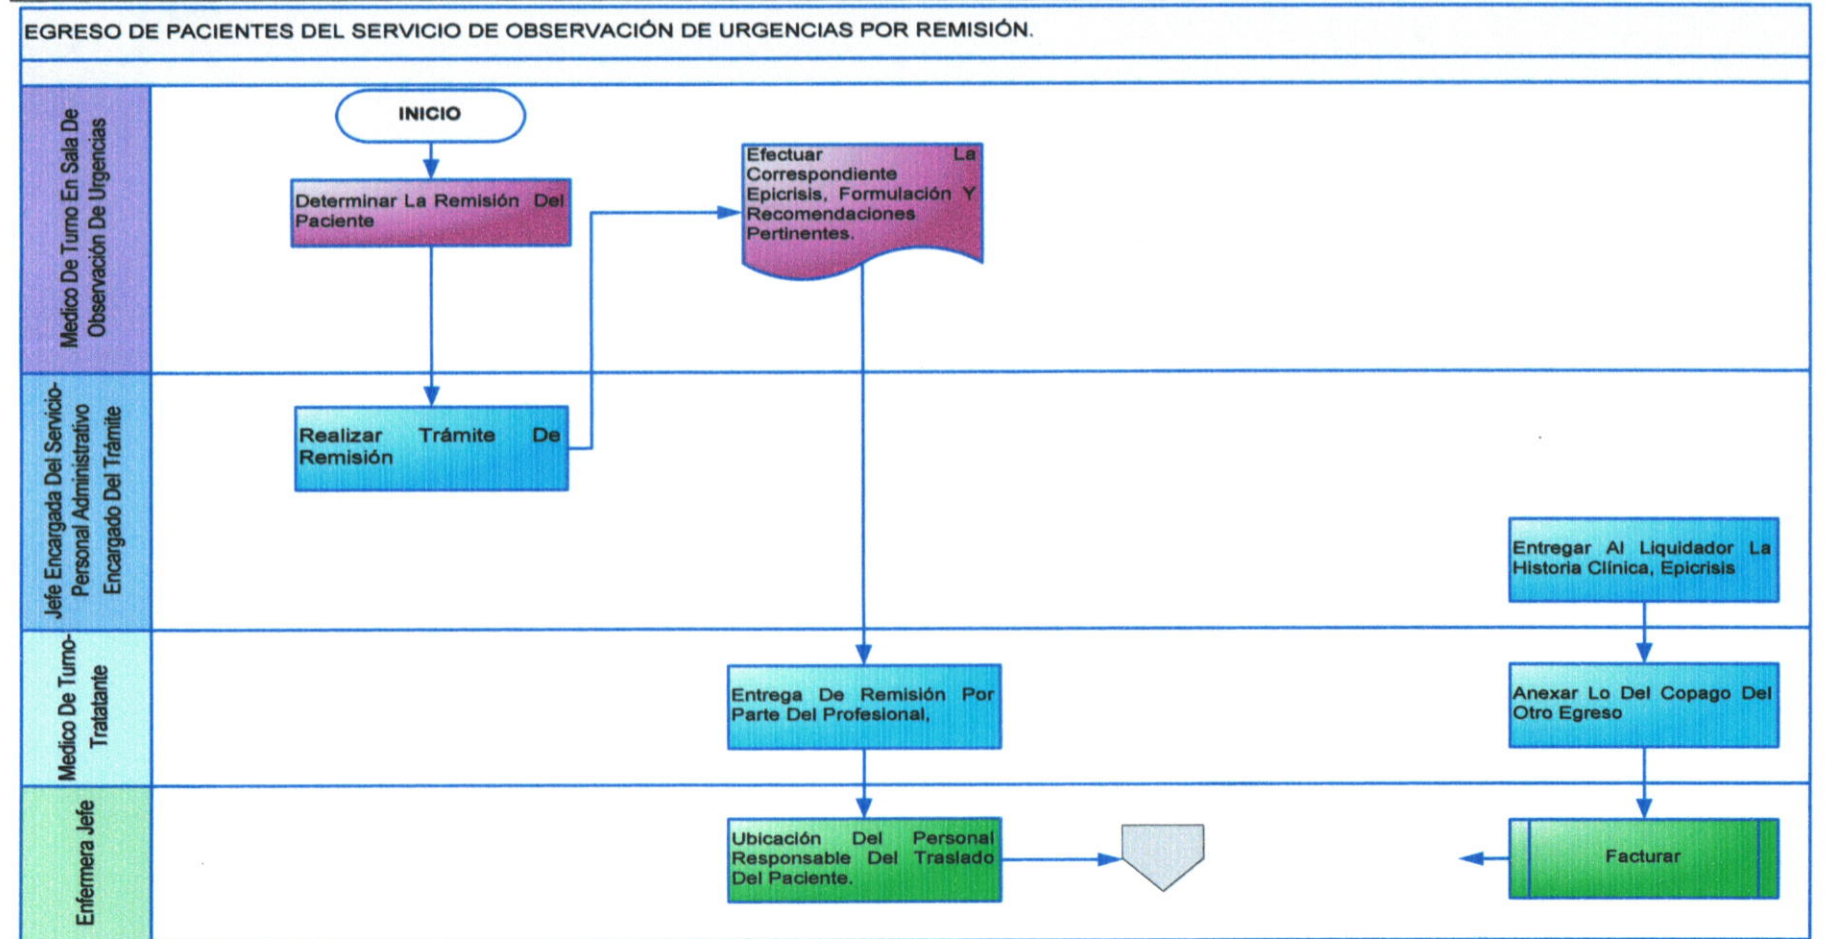 EGRESO DE PACIENTES DEL SERVICIO DE OBSERVACIÓN DE URGENCIAS POR REMISIÓN.
Medico De Turno En Sala De
Observación De Urgencias
INICIO
Determinar La Remisión Del
Paciente
Efectuar La
Correspondiente
Epicrisis, Formulación Y
Recomendaciones
Pertinentes.
Jefe Encargada Del Servicio-
Personal Administrativo
Encargado Del Trámite
Realizar Trámite De
Remisión
Entregar Al Liquidador La
Historia Clínica, Epicrisis
Medico De Turno-
Tratatante
Entrega De Remisión Por
Parte Del Profesional,
Anexar Lo Del Copago Del
Otro Egreso
Enfermera Jefe
Ubicación Del Personal
Responsable Del Traslado
Del Paciente.
Facturar